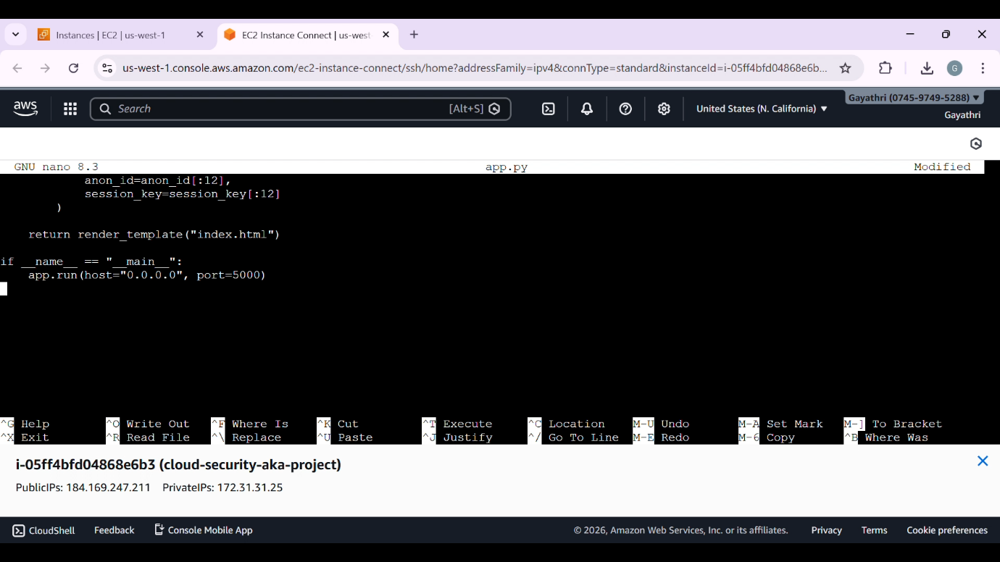 Instances | EC2 | us-west-1
EC2 Instance Connect | us-west
us-west-1.console.aws.amazon.com/ec2-instance-connect/ssh/home?addressFamily=ipv4&connType=standard&instanceId=i-05ff4bfd04868e6b...
G
aws
Search
[Alt+S]
United States (N. California) ▼
Gayathri (0745-9749-5288) ▼
Gayathri
GNU nano 8.3 app.py Modified
anon_id=anon_id[:12],
session_key=session_key[:12]
)
return render_template("index.html")
if __name__ == "__main__":
app.run(host="0.0.0.0", port=5000)
^G Help ^O Write Out ^F Where Is ^K Cut ^T Execute ^C Location M-U Undo M-A Set Mark M-] To Bracket
^X Exit ^R Read File ^\ Replace ^U Paste ^J Justify ^/ Go To Line M-E Redo M-6 Copy ^B Where Was
i-05ff4bfd04868e6b3 (cloud-security-aka-project)
PublicIPs: 184.169.247.211 PrivateIPs: 172.31.31.25
CloudShell Feedback Console Mobile App © 2026, Amazon Web Services, Inc. or its affiliates. Privacy Terms Cookie preferences